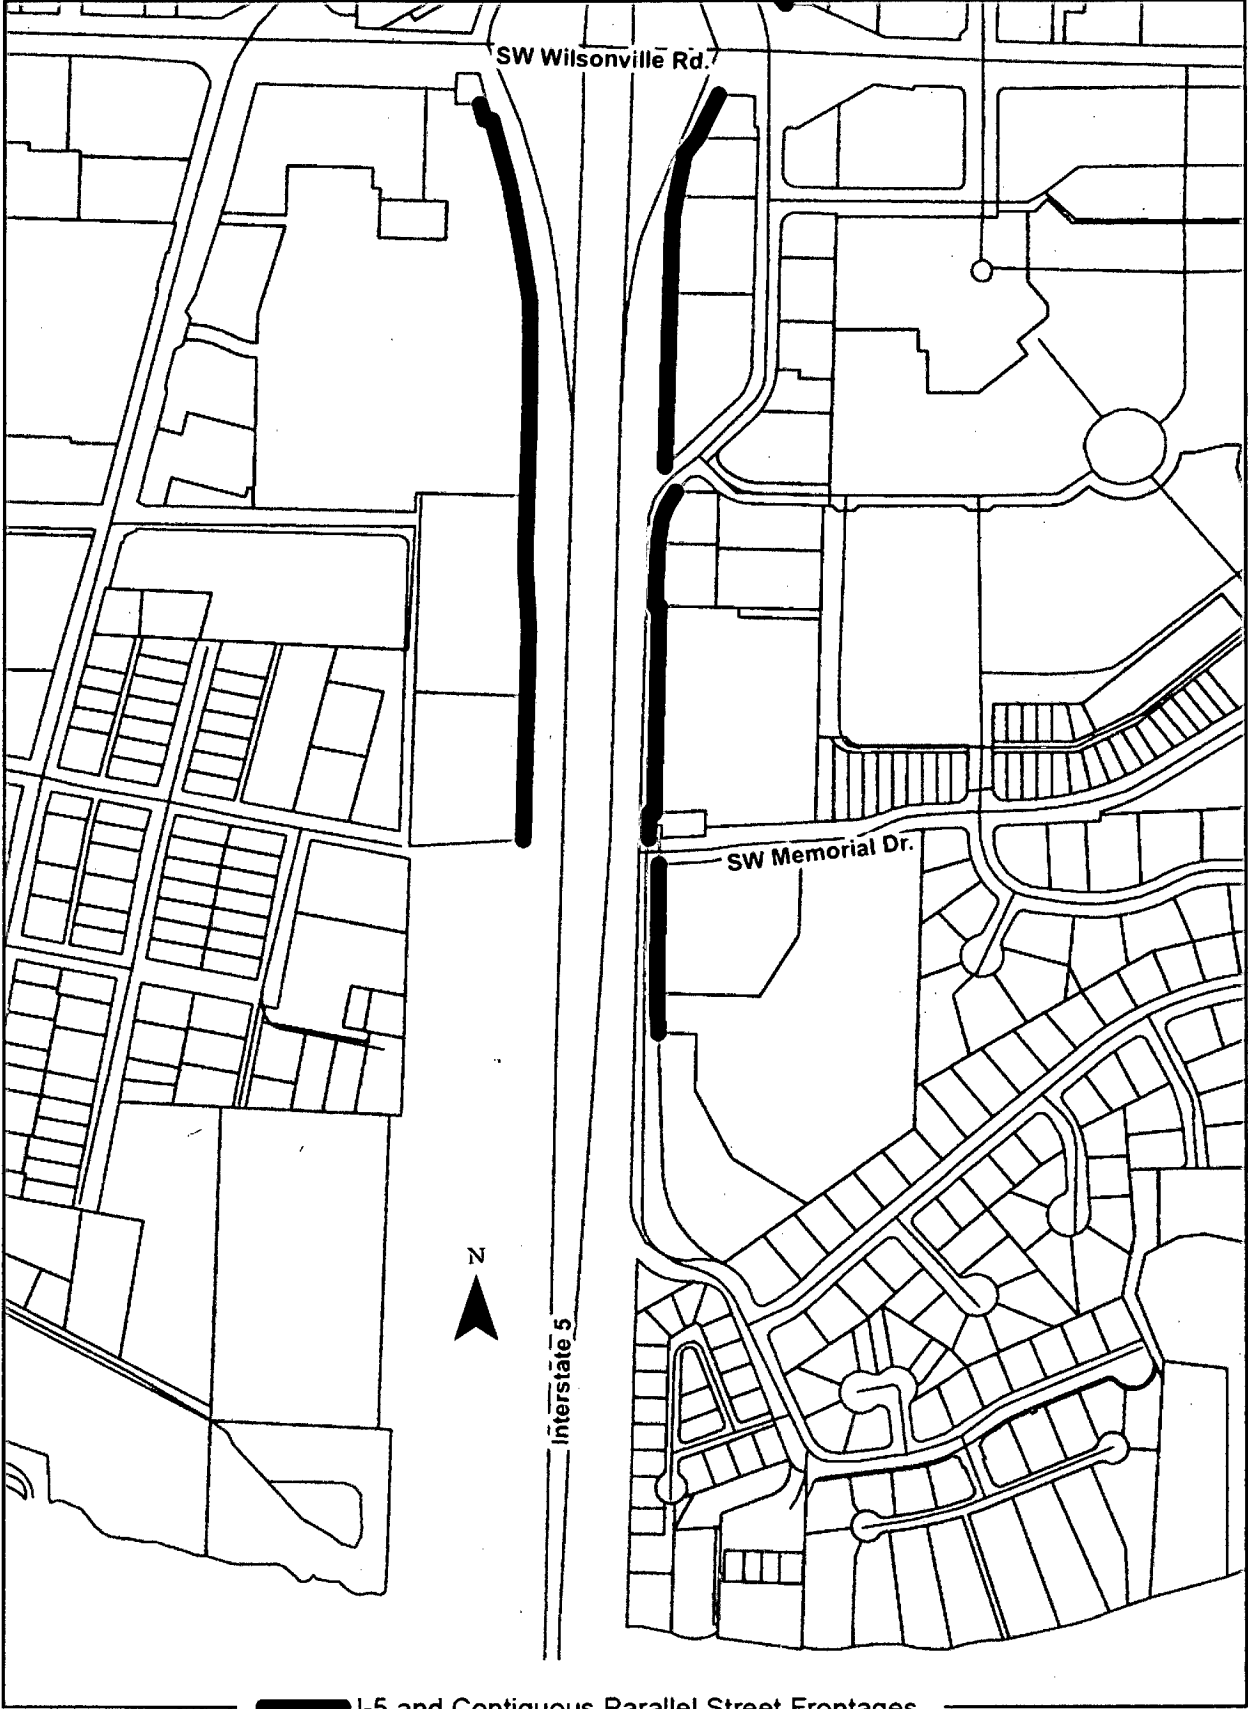 SW Wilsonville Rd.
SW Memorial Dr.
N
Interstate 5
I-5 and Contiguous Parallel Street Frontages